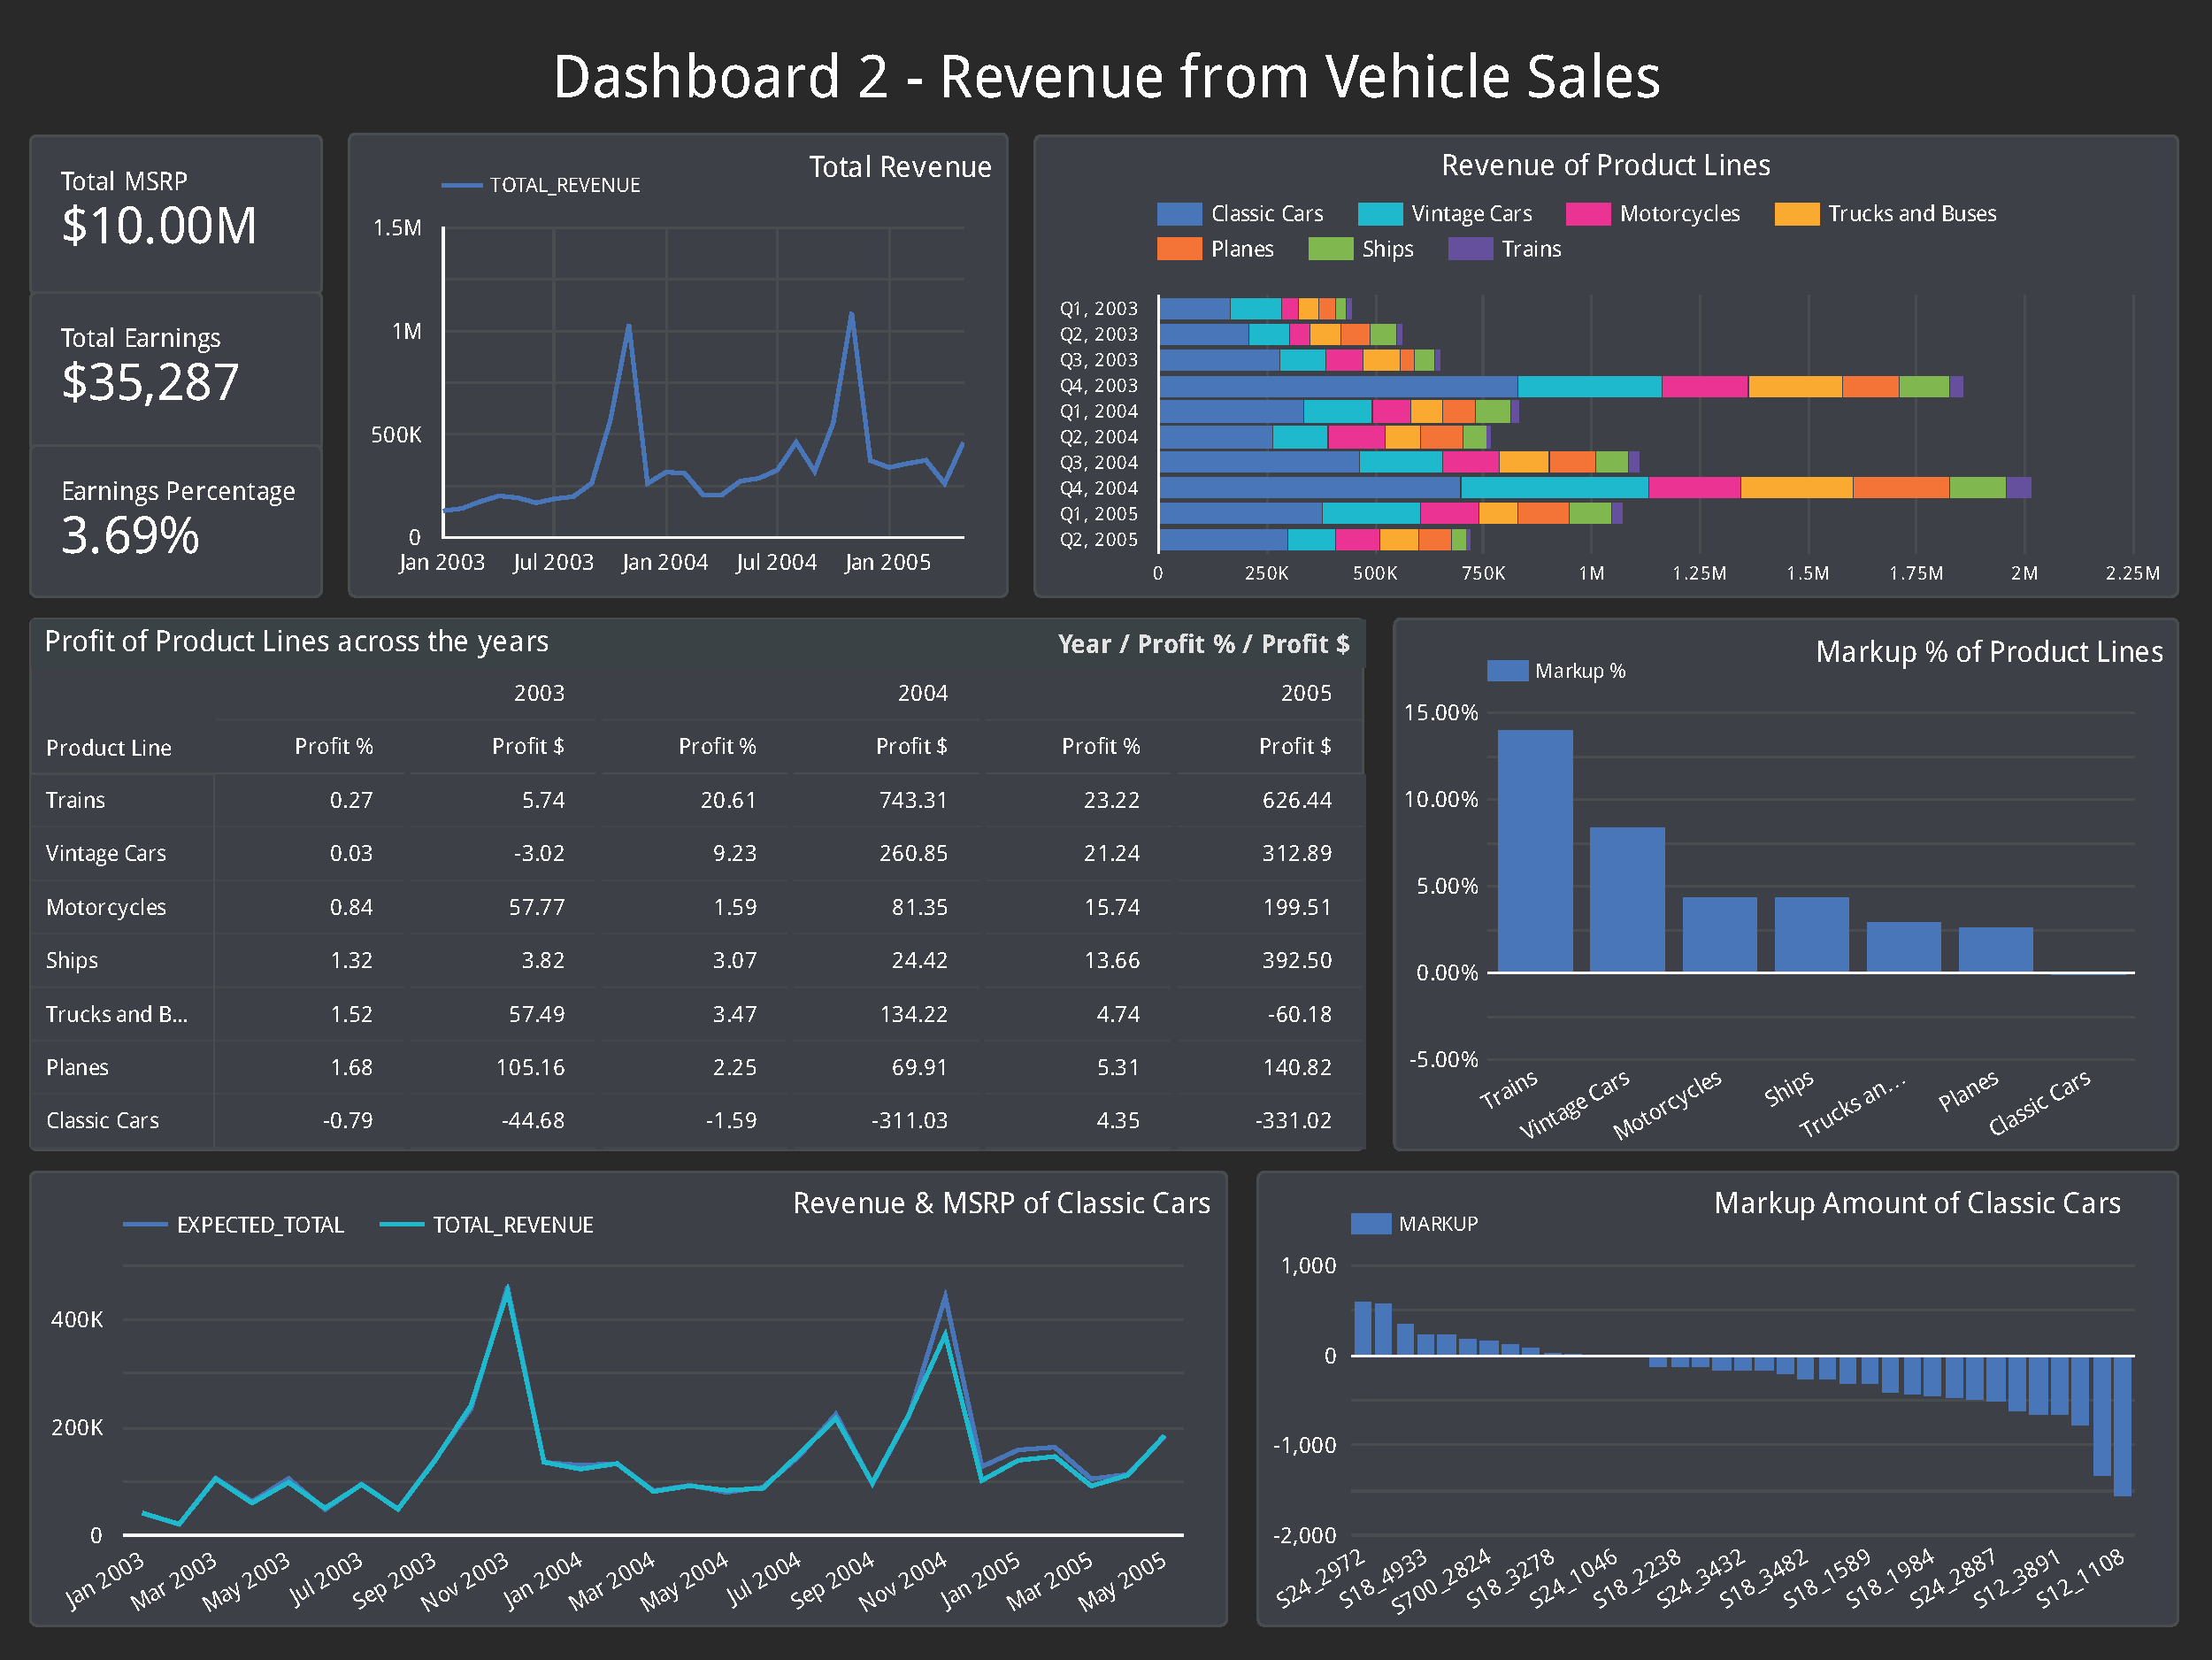 Dashboard 2 - Revenue from Vehicle Sales
Total MSRP
$10.00M
Total Earnings
$35,287
Earnings Percentage
3.69%
Total Revenue
TOTAL_REVENUE
1.5M
1M
500K
0
Jan 2003 Jul 2003 Jan 2004 Jul 2004 Jan 2005
Revenue of Product Lines
Classic Cars Vintage Cars Motorcycles Trucks and Buses
Planes Ships Trains
Q1, 2003
Q2, 2003
Q3, 2003
Q4, 2003
Q1, 2004
Q2, 2004
Q3, 2004
Q4, 2004
Q1, 2005
Q2, 2005
0 250K 500K 750K 1M 1.25M 1.5M 1.75M 2M 2.25M
Profit of Product Lines across the years Year / Profit % / Profit $
2003 2004 2005
Product Line Profit % Profit $ Profit % Profit $ Profit % Profit $
Trains 0.27 5.74 20.61 743.31 23.22 626.44
Vintage Cars 0.03 -3.02 9.23 260.85 21.24 312.89
Motorcycles 0.84 57.77 1.59 81.35 15.74 199.51
Ships 1.32 3.82 3.07 24.42 13.66 392.50
Trucks and B... 1.52 57.49 3.47 134.22 4.74 -60.18
Planes 1.68 105.16 2.25 69.91 5.31 140.82
Classic Cars -0.79 -44.68 -1.59 -311.03 4.35 -331.02
Markup % of Product Lines
Markup %
15.00%
10.00%
5.00%
0.00%
-5.00%
Trains Vintage Cars Motorcycles Ships Trucks an... Planes Classic Cars
Revenue & MSRP of Classic Cars
EXPECTED_TOTAL TOTAL_REVENUE
400K
200K
0
Jan 2003 Mar 2003 May 2003 Jul 2003 Sep 2003 Nov 2003 Jan 2004 Mar 2004 May 2004 Jul 2004 Sep 2004 Nov 2004 Jan 2005 Mar 2005 May 2005
Markup Amount of Classic Cars
MARKUP
1,000
0
-1,000
-2,000
S24_2972 S18_4933 S700_2824 S18_3278 S24_1046 S18_2238 S24_3432 S18_3482 S18_1589 S18_1984 S24_2887 S12_3891 S12_1108